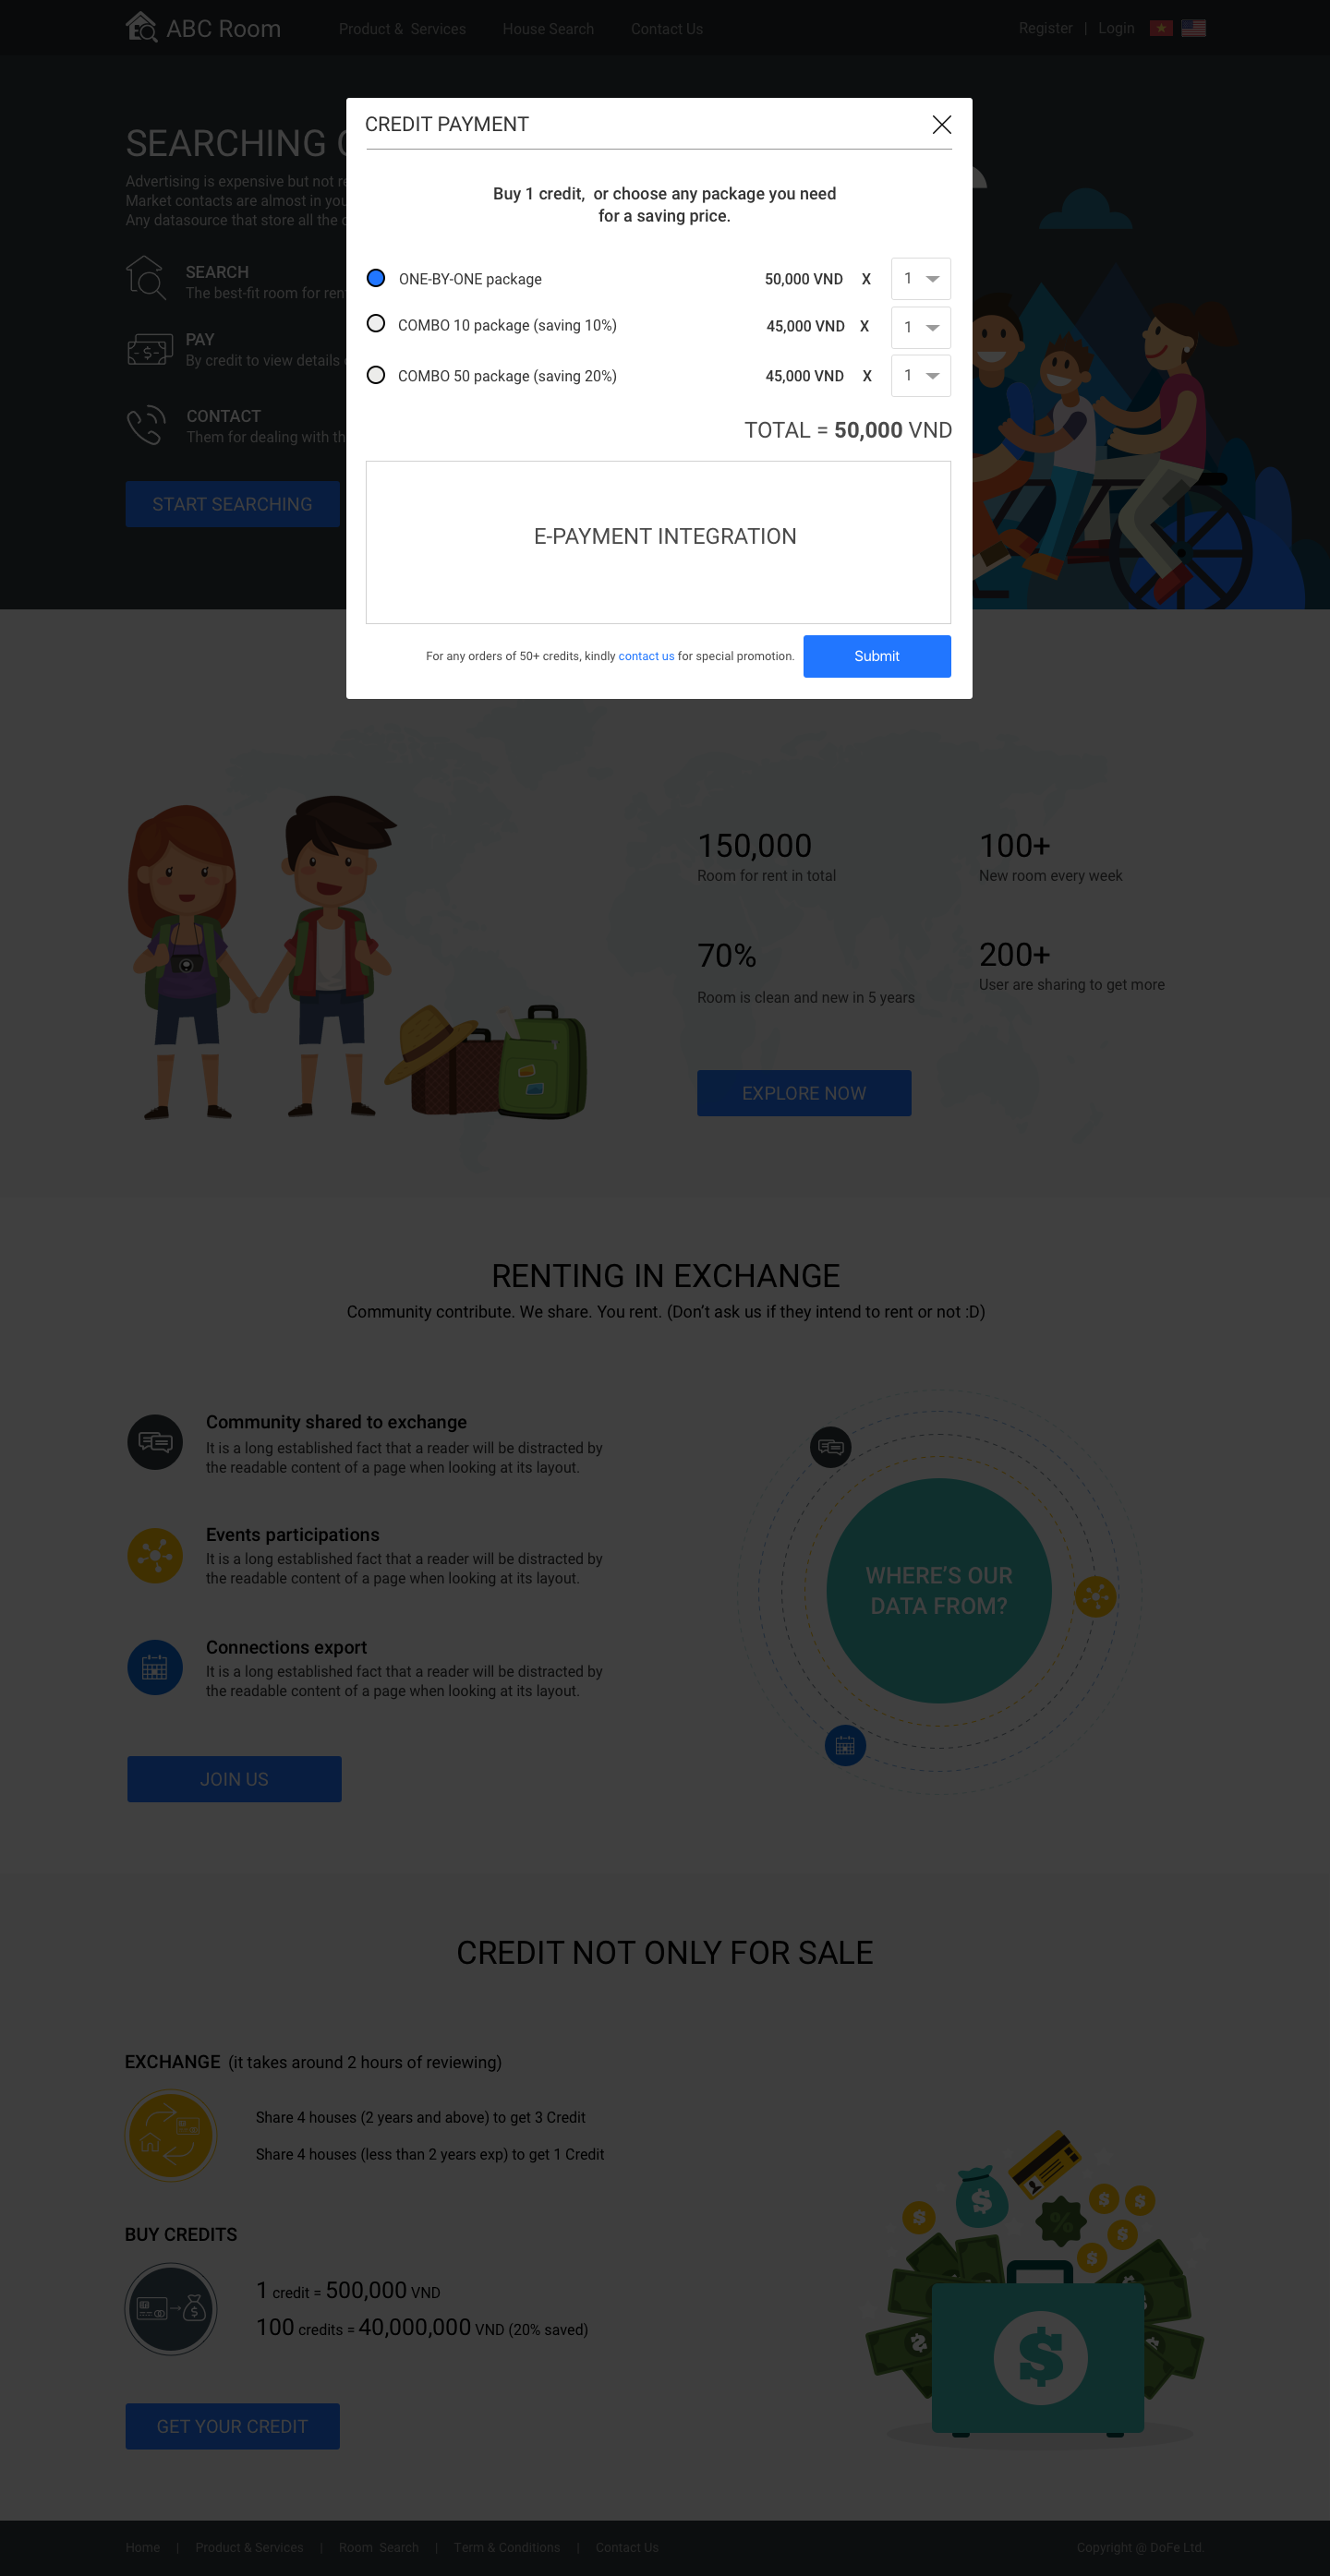 ABC Room
Product &  Services
House Search
Contact Us
Register | Login
CREDIT PAYMENT
SEARCHING
Advertising is expensive but not
Market contacts are almost in
Any datasource that store all the
SEARCH
The best-fit room for
PAY
By credit to view details
CONTACT
Them for dealing with
START SEARCHING
Buy 1 credit,  or choose any package you need
for a saving price.
ONE-BY-ONE package 50,000 VND X 1
COMBO 10 package (saving 10%) 45,000 VND X 1
COMBO 50 package (saving 20%) 45,000 VND X 1
TOTAL = 50,000 VND
E-PAYMENT INTEGRATION
For any orders of 50+ credits, kindly contact us for special promotion.
Submit
150,000
Room for rent in total
100+
New room every week
70%
Room is clean and new in 5 years
200+
User are sharing to get more
EXPLORE NOW
RENTING IN EXCHANGE
Community contribute. We share. You rent. (Don’t ask us if they intend to rent or not :D)
Community shared to exchange
It is a long established fact that a reader will be distracted by
the readable content of a page when looking at its layout.
Events participations
It is a long established fact that a reader will be distracted by
the readable content of a page when looking at its layout.
Connections export
It is a long established fact that a reader will be distracted by
the readable content of a page when looking at its layout.
WHERE’S OUR
DATA FROM?
JOIN US
CREDIT NOT ONLY FOR SALE
EXCHANGE  (it takes around 2 hours of reviewing)
Share 4 houses (2 years and above) to get 3 Credit
Share 4 houses (less than 2 years exp) to get 1 Credit
BUY CREDITS
1 credit = 500,000 VND
100 credits = 40,000,000 VND (20% saved)
GET YOUR CREDIT
Home | Product & Services | Room  Search | Term & Conditions | Contact Us
Copyright @ DoFe Ltd.